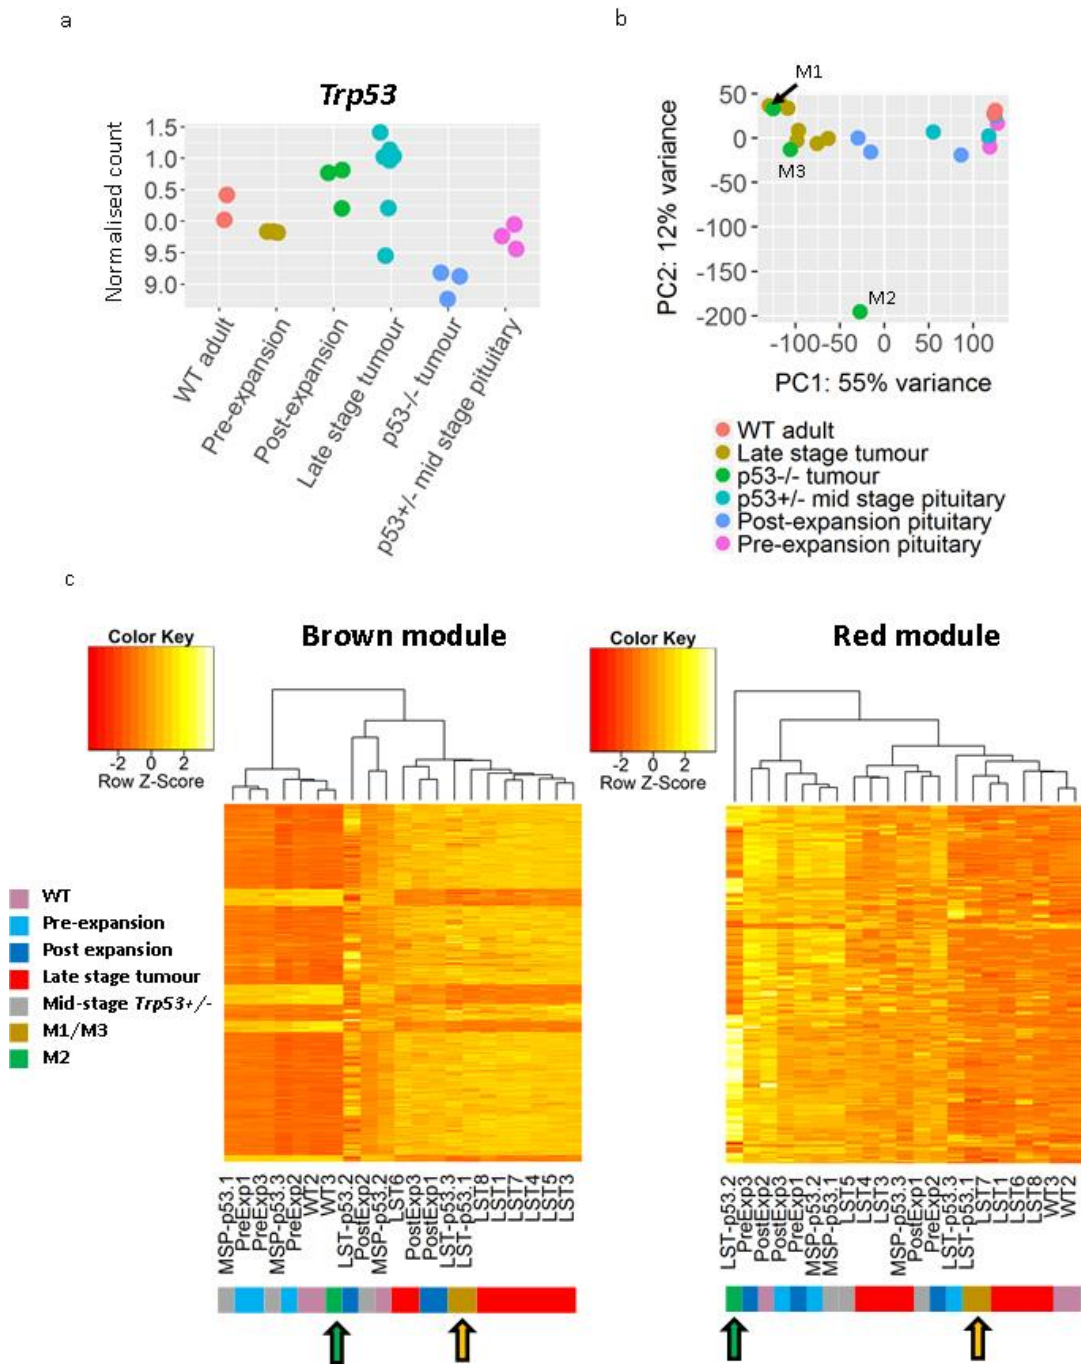 a
b
Trp53
Normalised count
1.5
1.0
0.5
0.0
9.5
9.0
WT adult
Pre-expansion
Post-expansion
Late stage tumour
p53-/- tumour
p53+/- mid stage pituitary
M1
M3
M2
PC2: 12% variance
50
0
-50
-100
-150
-200
-100 -50 0 50 100
PC1: 55% variance
WT adult
Late stage tumour
p53-/- tumour
p53+/- mid stage pituitary
Post-expansion pituitary
Pre-expansion pituitary
c
Color Key
-2 0 2
Row Z-Score
Brown module
Color Key
-2 0 2
Row Z-Score
Red module
WT
Pre-expansion
Post expansion
Late stage tumour
Mid-stage Trp53+/-
M1/M3
M2
MSP-p53.1
PreExp1
PreExp3
MSP-p53.3
PreExp2
WT2
WT3
LST-p53.2
PostExp2
MSP-p53.2
LST6
PostExp3
PostExp1
LST-p53.3
LST-p53.1
LST8
LST1
LST7
LST4
LST5
LST3
LST-p53.2
PreExp3
PostExp2
PostExp3
PreExp1
MSP-p53.2
MSP-p53.1
LST5
LST4
LST3
MSP-p53.3
PostExp1
PreExp2
LST-p53.3
LST-p53.1
LST7
LST1
LST6
LST8
WT3
WT2